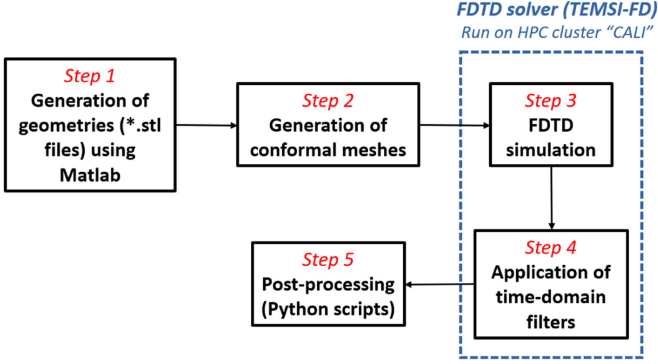 FDTD solver (TEMSI-FD)
Run on HPC cluster “CALI”
Step 1
Generation of
geometries (*.stl
files) using
Matlab
Step 2
Generation of
conformal meshes
Step 3
FDTD
simulation
Step 4
Application of
time-domain
filters
Step 5
Post-processing
(Python scripts)